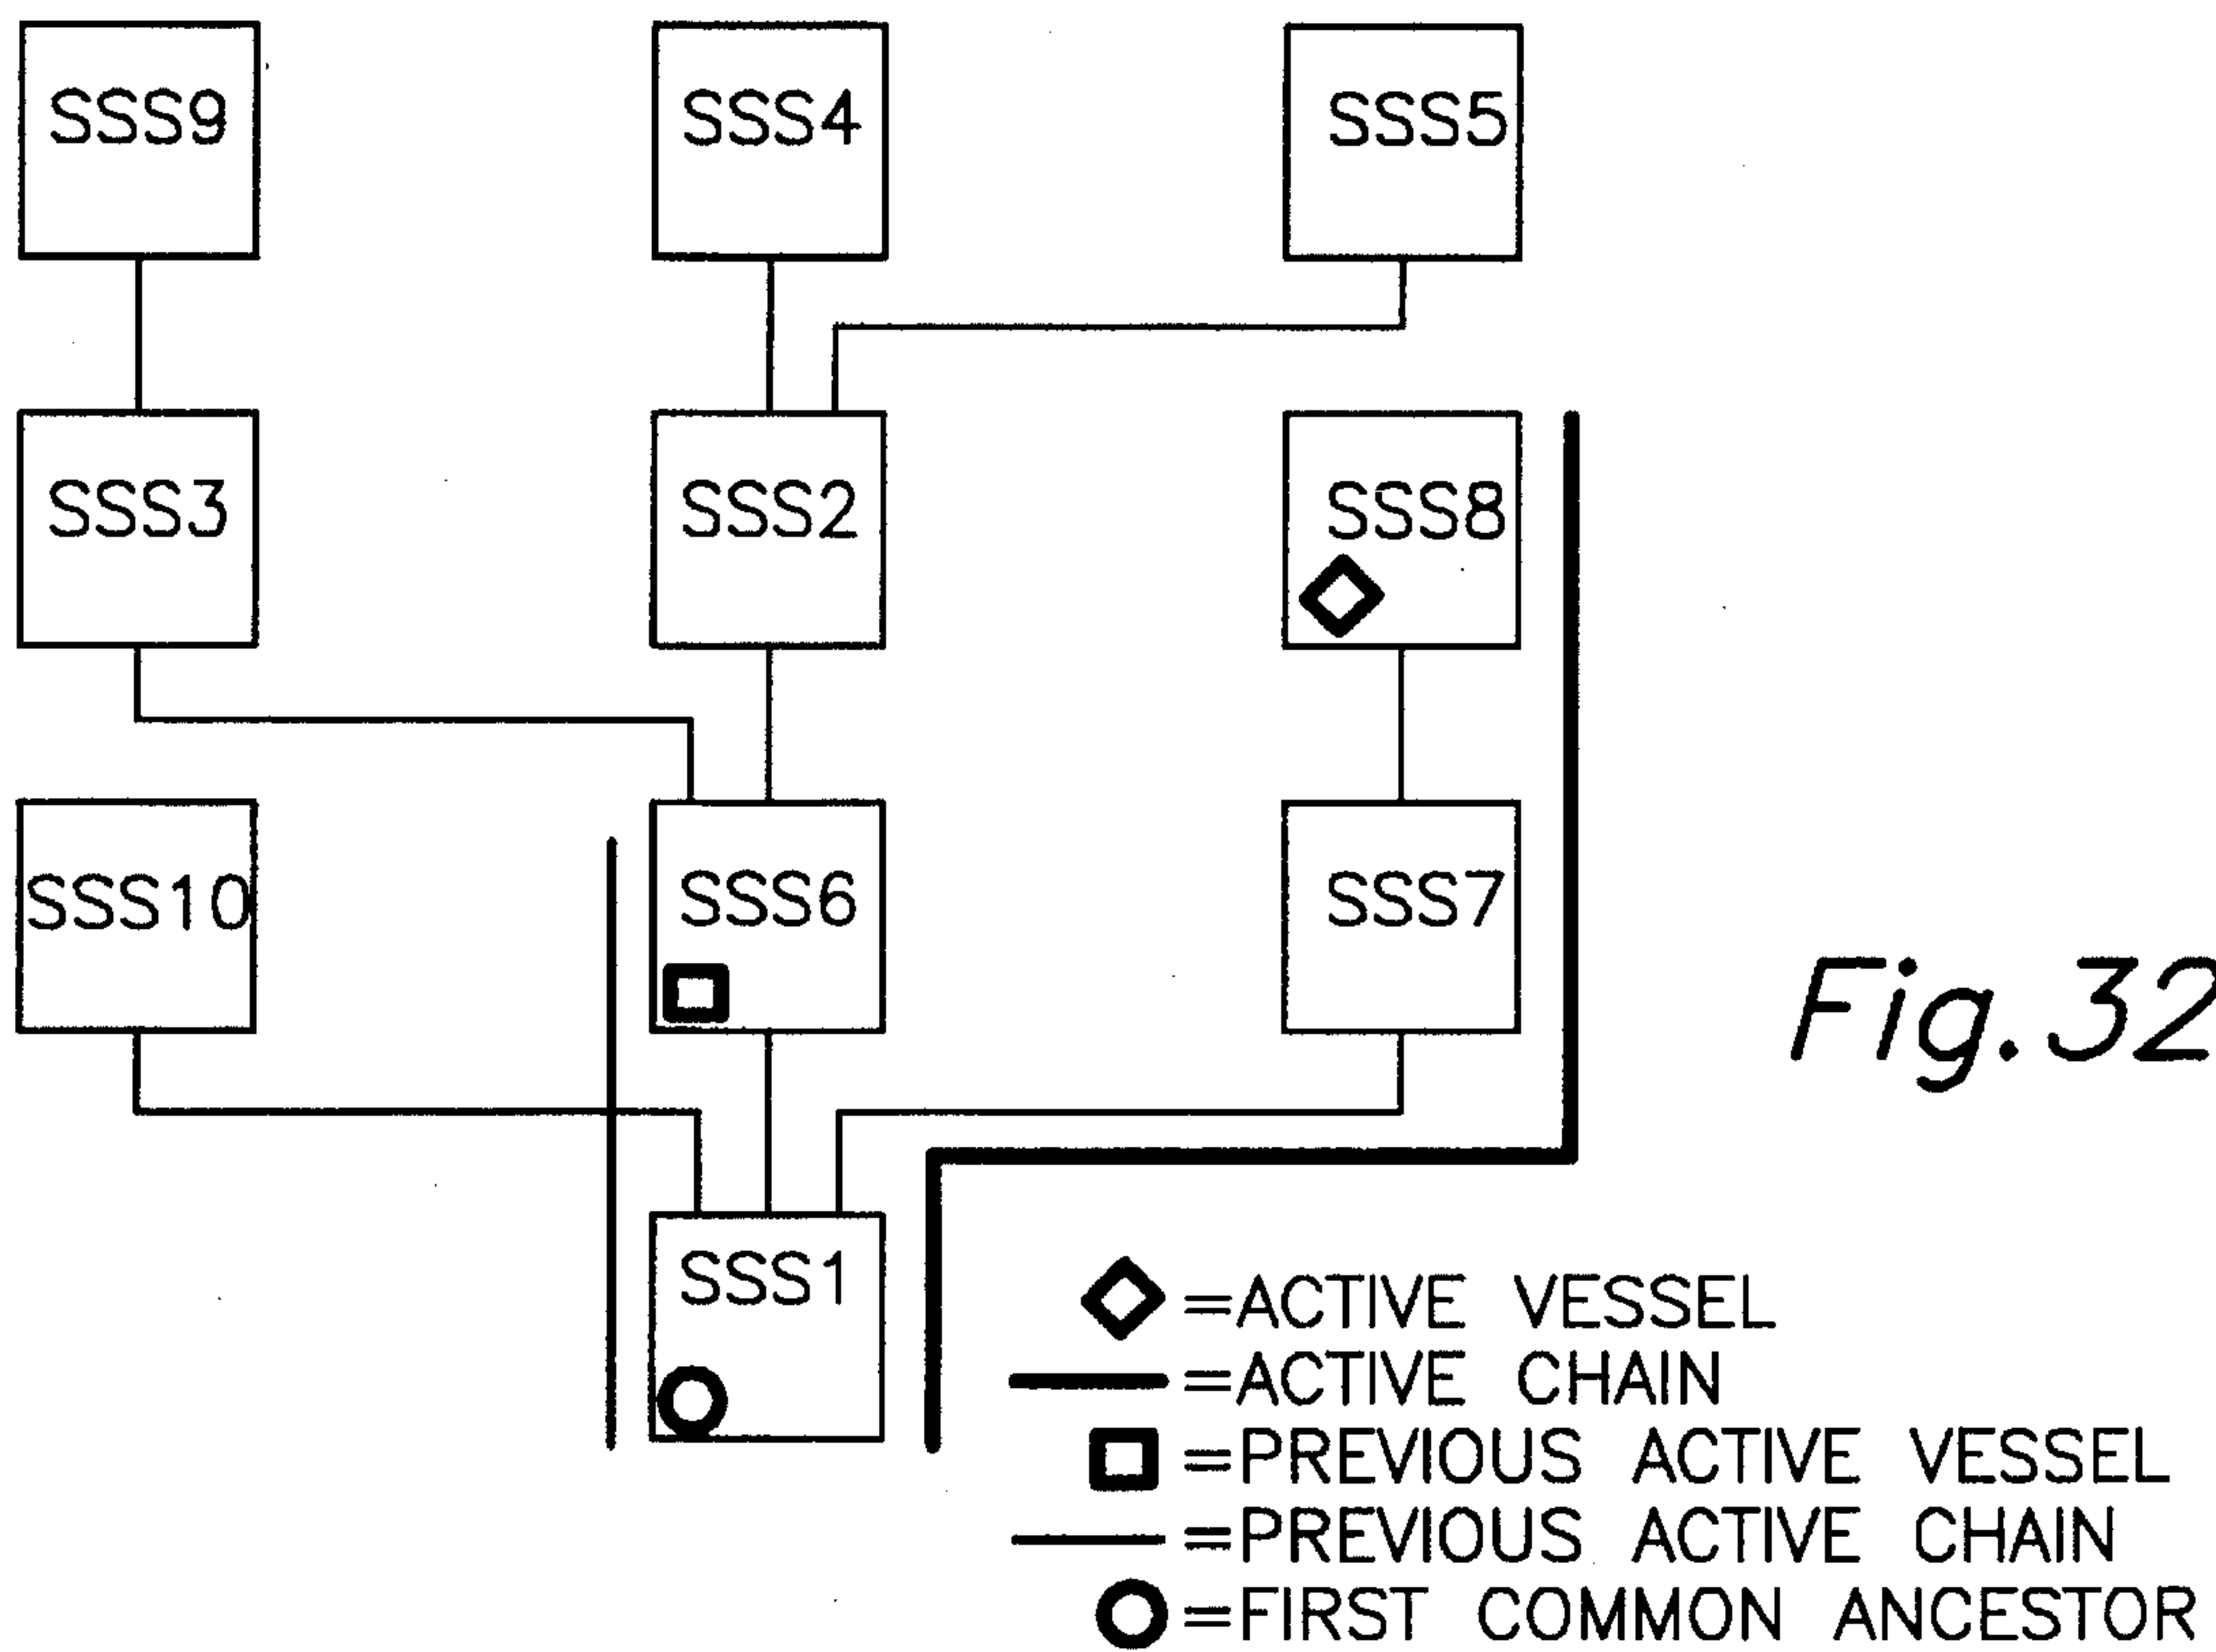 SSS9
SSS4
SSS5
SSS3
SSS2
SSS8
SSS10
SSS6
SSS7
Fig.32
SSS1
=ACTIVE VESSEL
=ACTIVE CHAIN
=PREVIOUS ACTIVE VESSEL
=PREVIOUS ACTIVE CHAIN
=FIRST COMMON ANCESTOR